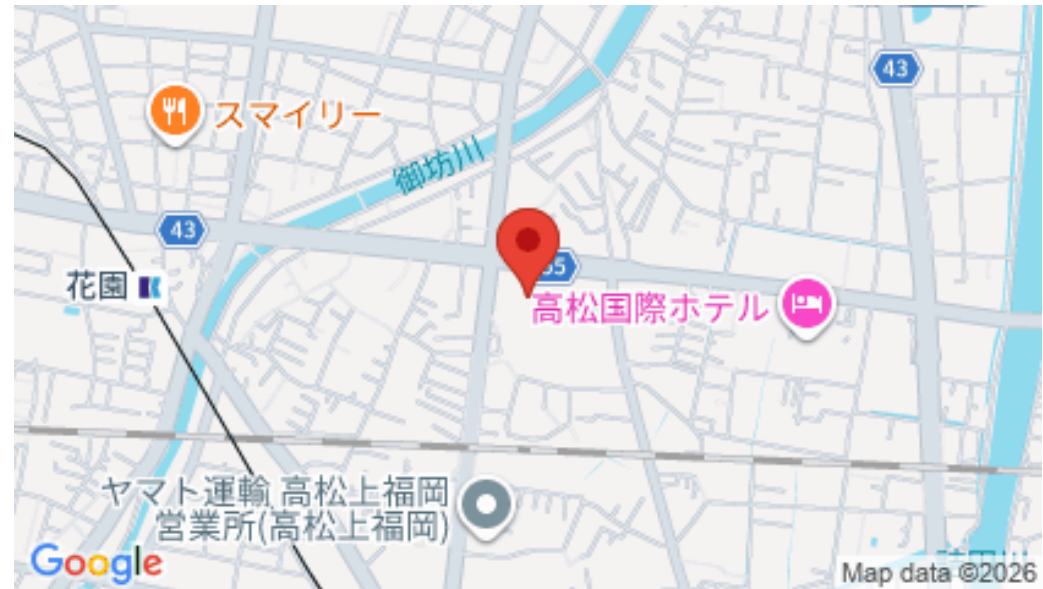 43
スマイリー
御坊川
43
花園
高松国際ホテル
ヤマト運輸 高松上福岡
営業所(高松上福岡)
Google
Map data ©2026